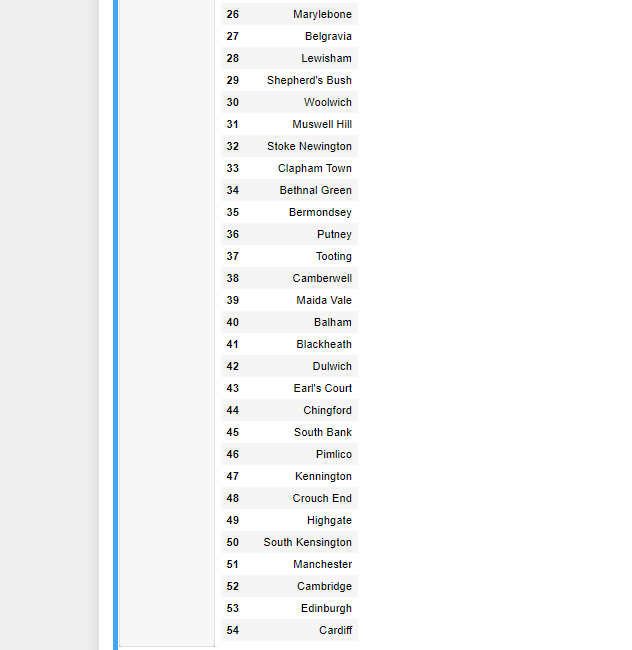 26 Marylebone
27 Belgravia
28 Lewisham
29 Shepherd's Bush
30 Woolwich
31 Muswell Hill
32 Stoke Newington
33 Clapham Town
34 Bethnal Green
35 Bermondsey
36 Putney
37 Tooting
38 Camberwell
39 Maida Vale
40 Balham
41 Blackheath
42 Dulwich
43 Earl's Court
44 Chingford
45 South Bank
46 Pimlico
47 Kennington
48 Crouch End
49 Highgate
50 South Kensington
51 Manchester
52 Cambridge
53 Edinburgh
54 Cardiff